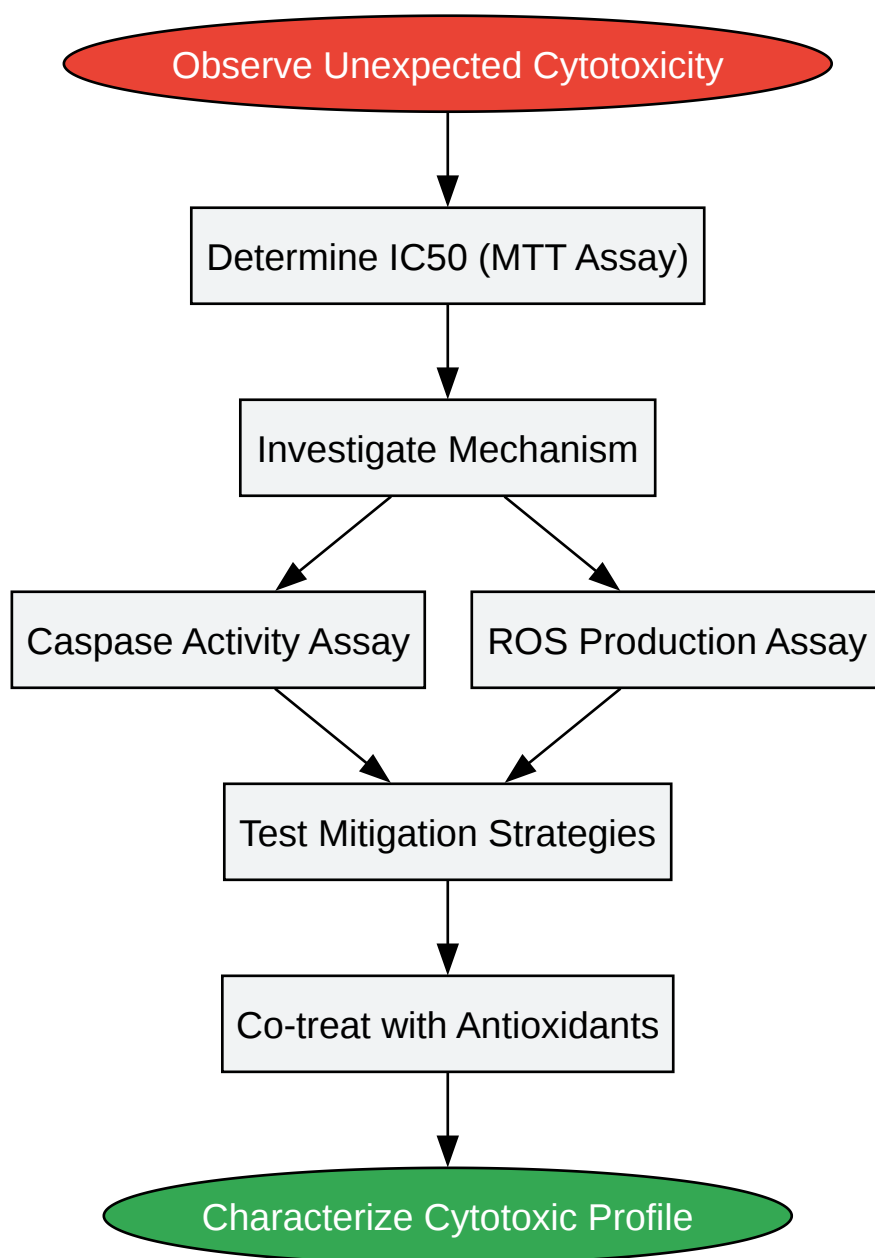 Observe Unexpected Cytotoxicity
Determine IC50 (MTT Assay)
Investigate Mechanism
Caspase Activity Assay
ROS Production Assay
Test Mitigation Strategies
Co-treat with Antioxidants
Characterize Cytotoxic Profile